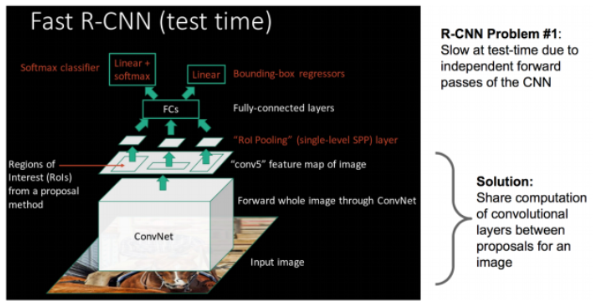 Fast R-CNN (test time)
Softmax classifier
Linear +
softmax
Linear
Bounding-box regressors
FCs
Fully-connected layers
"RoI Pooling" (single-level SPP) layer
Regions of
Interest (RoIs)
from a proposal
method
"conv5" feature map of image
Forward whole image through ConvNet
ConvNet
Input image
R-CNN Problem #1:
Slow at test-time due to
independent forward
passes of the CNN
Solution:
Share computation
of convolutional
layers between
proposals for an
image